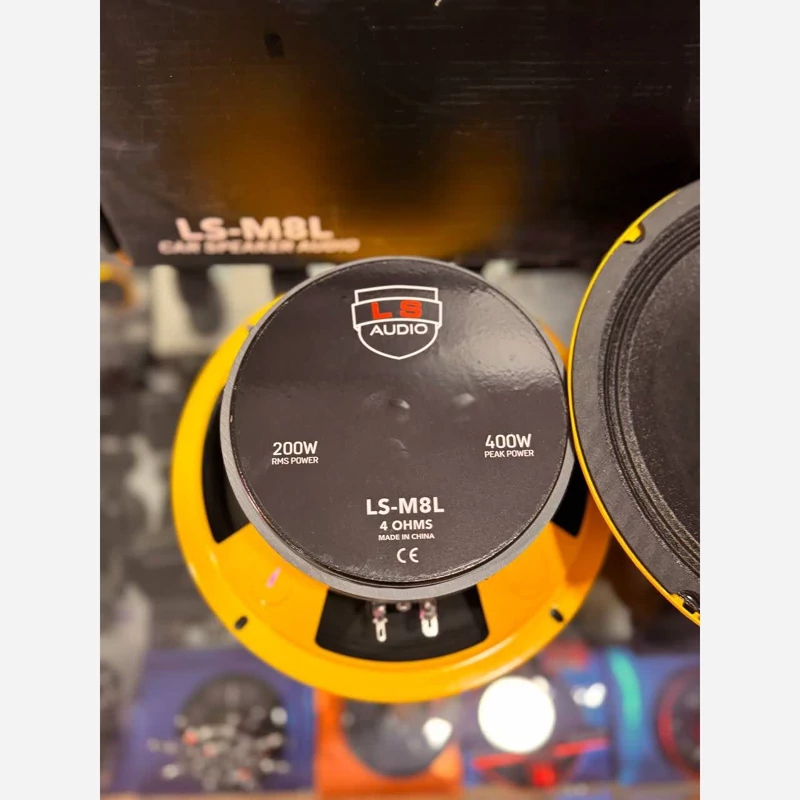 LS-M8L
CAR SPEAKER AUDIO
LS
AUDIO
200W
RMS POWER
400W
PEAK POWER
LS-M8L
4 OHMS
MADE IN CHINA
CE